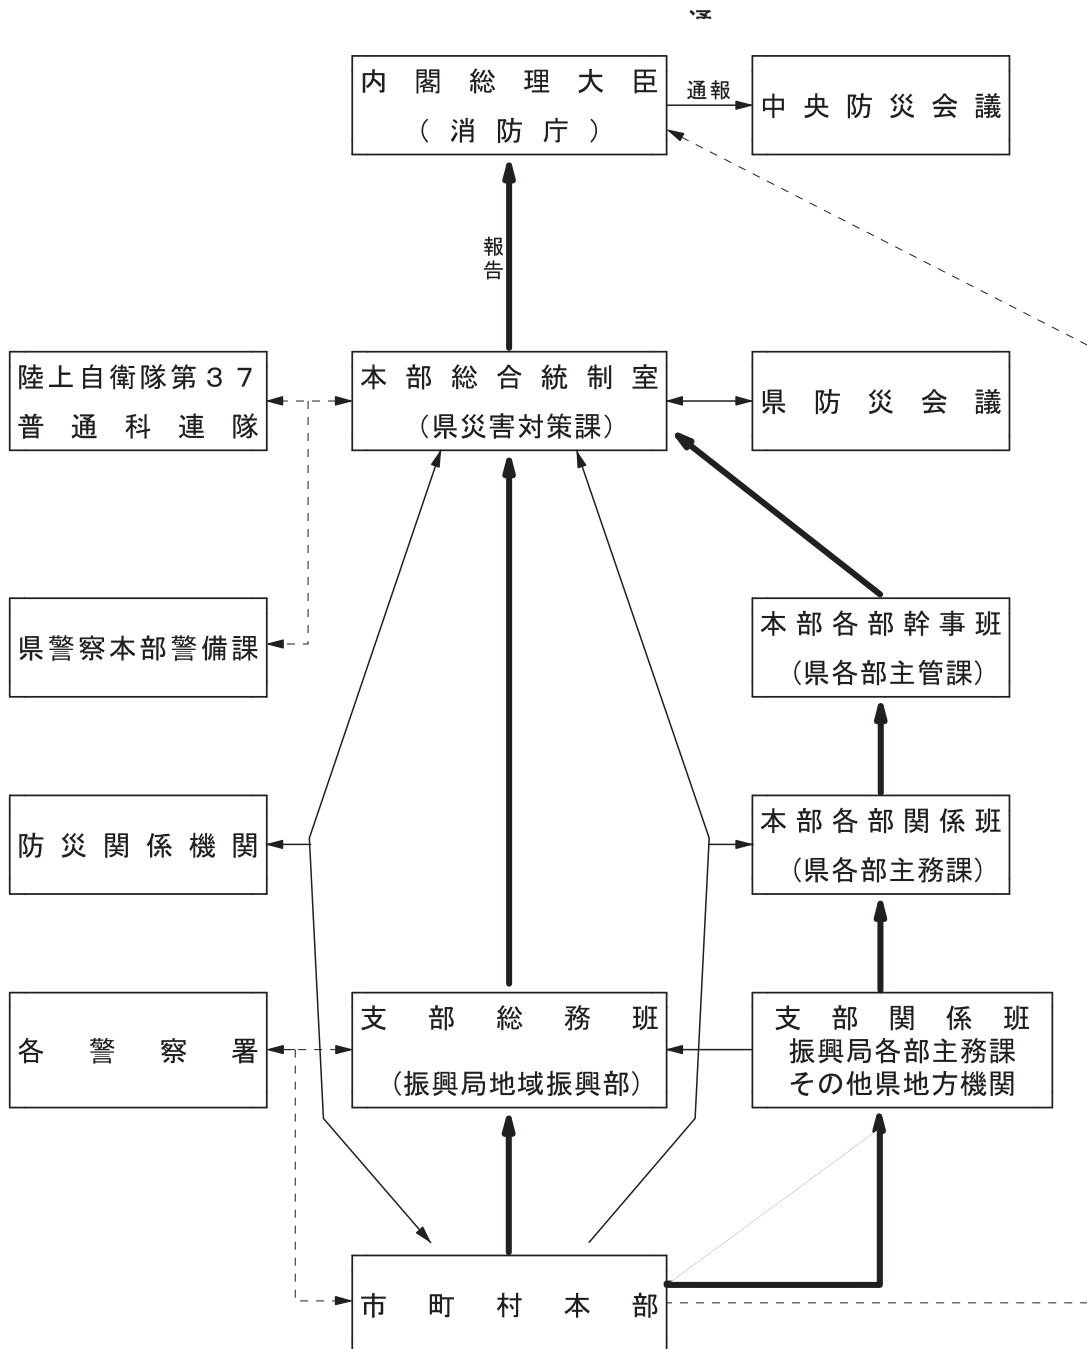 内閣総理大臣
（消防庁）
通報
中央防災会議
報告
陸上自衛隊第３７
普通科連隊
本部総合統制室
（県災害対策課）
県防災会議
県警察本部警備課
本部各部幹事班
（県各部主管課）
防災関係機関
本部各部関係班
（県各部主務課）
各警察署
支部総務班
（振興局地域振興部）
支部関係班
振興局各部主務課
その他県地方機関
市町村本部